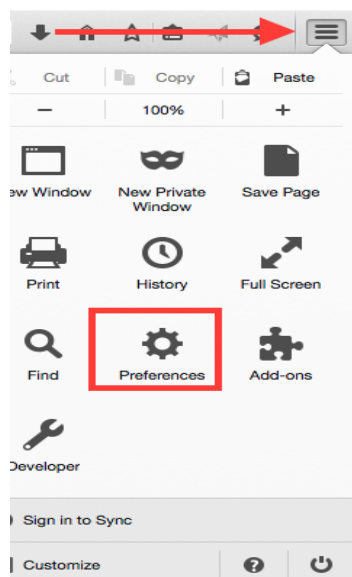 Cut Copy Paste
− 100% +
ew Window New Private Save Page
Window
Print History Full Screen
Find Preferences Add-ons
Developer
Sign in to Sync
Customize ?